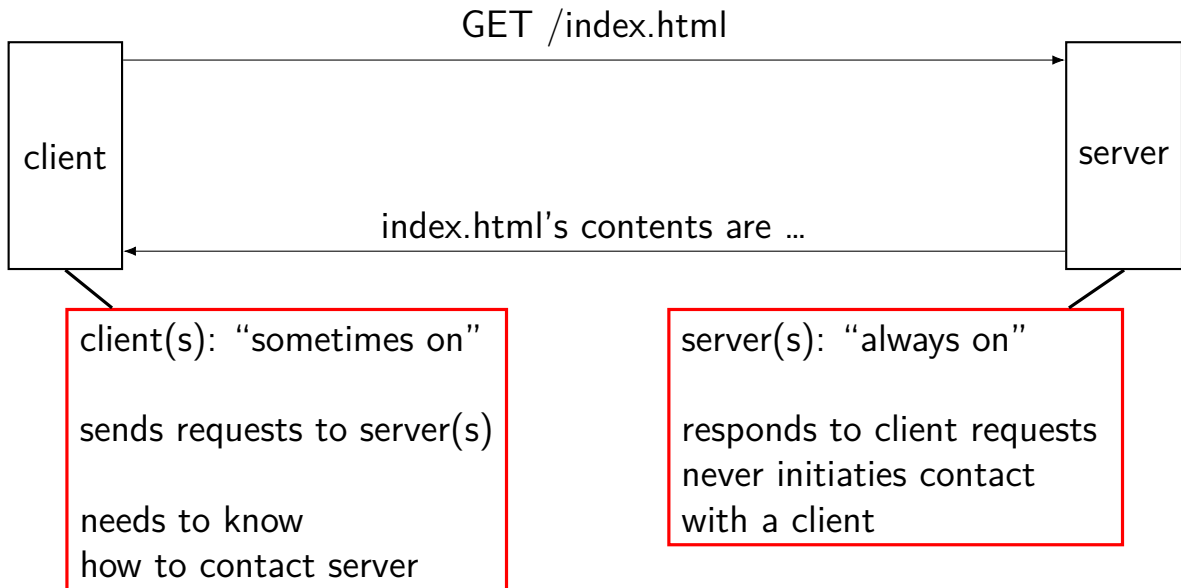 GET /index.html
client
server
index.html's contents are ...
client(s): “sometimes on”
sends requests to server(s)
needs to know
how to contact server
server(s): “always on”
responds to client requests
never initiaties contact
with a client